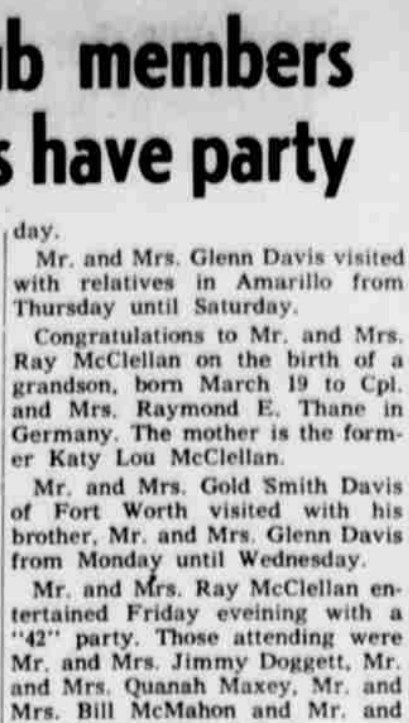 ub members
s have party
day.
Mr. and Mrs. Glenn Davis visited
with relatives in Amarillo from
Thursday until Saturday.
Congratulations to Mr. and Mrs.
Ray McClellan on the birth of a
grandson, born March 19 to Cpl.
and Mrs. Raymond E. Thane in
Germany. The mother is the form-
er Katy Lou McClellan.
Mr. and Mrs. Gold Smith Davis
of Fort Worth visited with his
brother, Mr. and Mrs. Glenn Davis
from Monday until Wednesday.
Mr. and Mrs. Ray McClellan en-
tertained Friday eveining with a
"42" party. Those attending were
Mr. and Mrs. Jimmy Doggett, Mr.
and Mrs. Quanah Maxey, Mr. and
Mrs. Bill McMahon and Mr. and